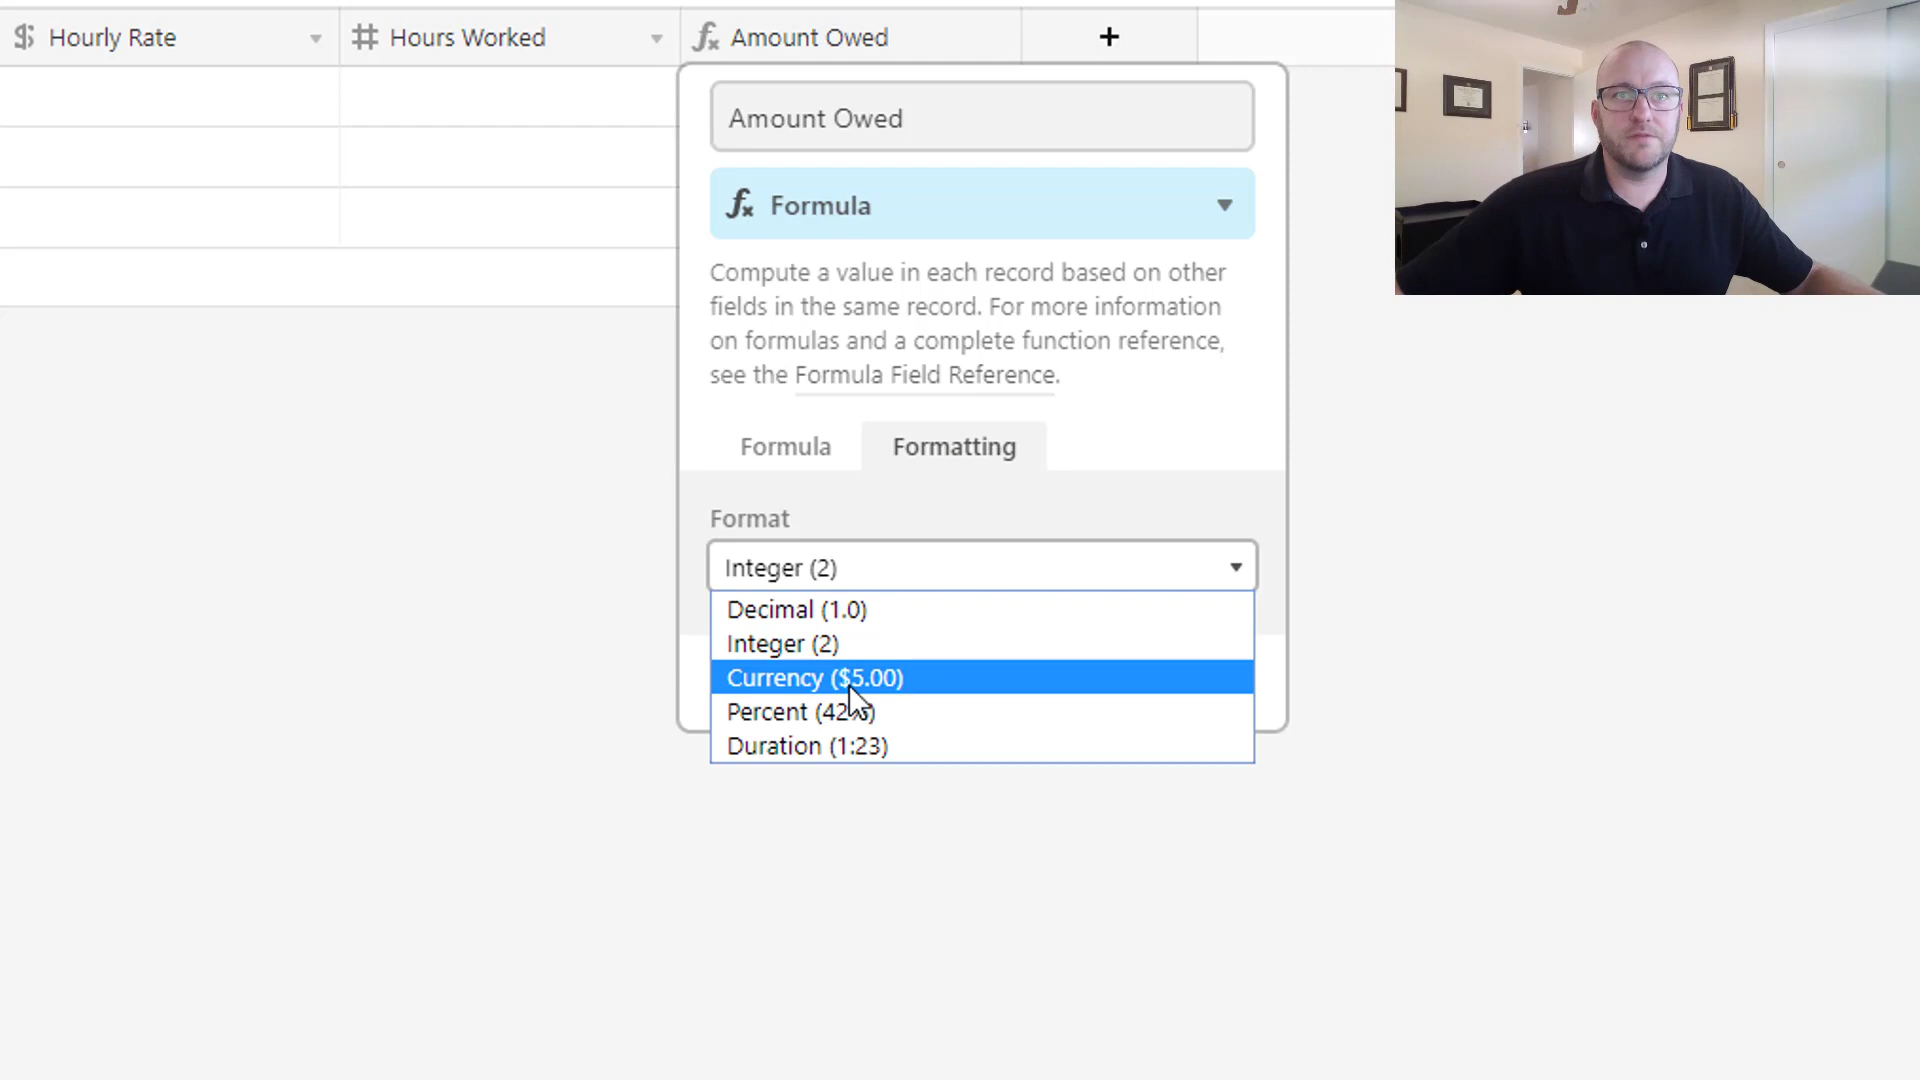 Hourly Rate
Hours Worked
Amount Owed
Amount Owed
Formula
Compute a value in each record based on other
fields in the same record. For more information
on formulas and a complete function reference,
see the Formula Field Reference.
Formula
Formatting
Format
Integer (2)
Decimal (1.0)
Integer (2)
Currency ($5.00)
Percent (42%)
Duration (1:23)